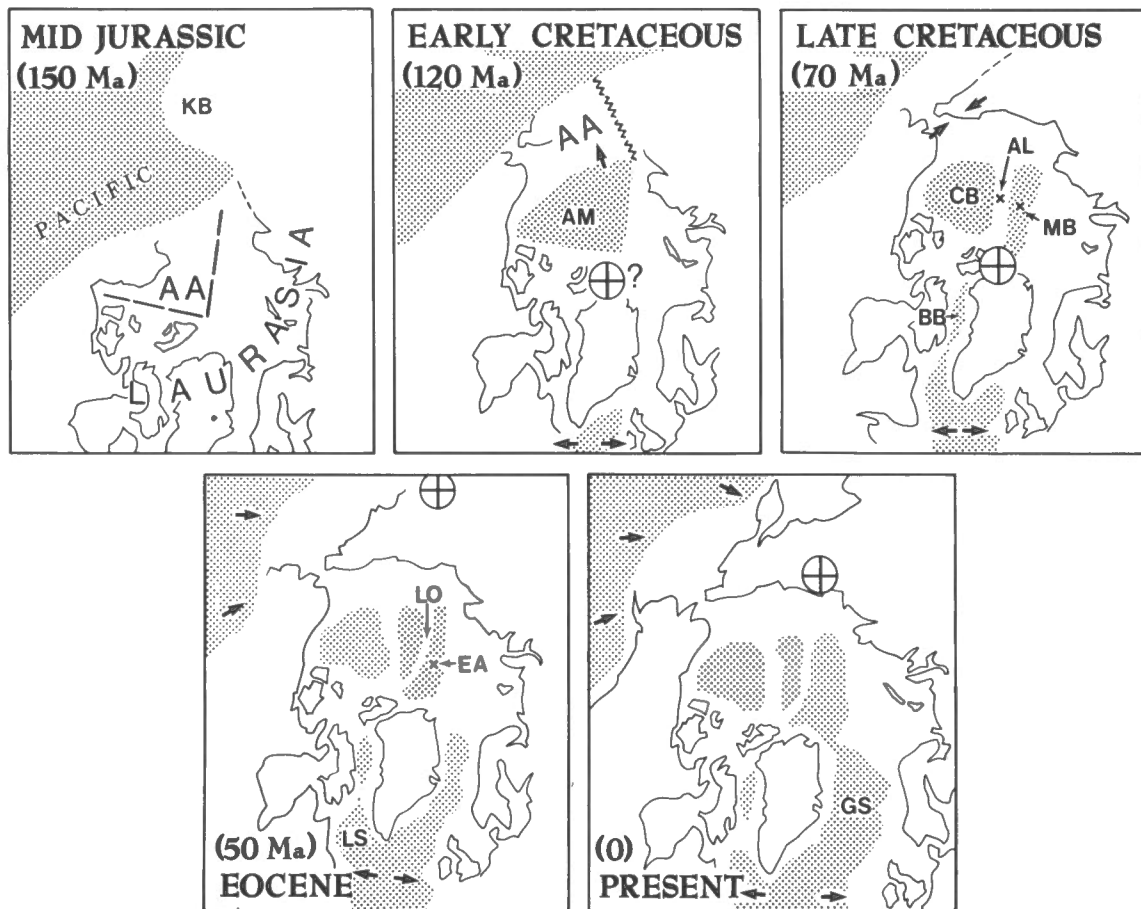 MID JURASSIC
(150 Ma)
KB
PACIFIC
AA
LAURASIA
EARLY CRETACEOUS
(120 Ma)
AA
AM
?
LATE CRETACEOUS
(70 Ma)
AL
CB
MB
BB
LO
EA
LS
(50 Ma)
EOCENE
GS
(0)
PRESENT